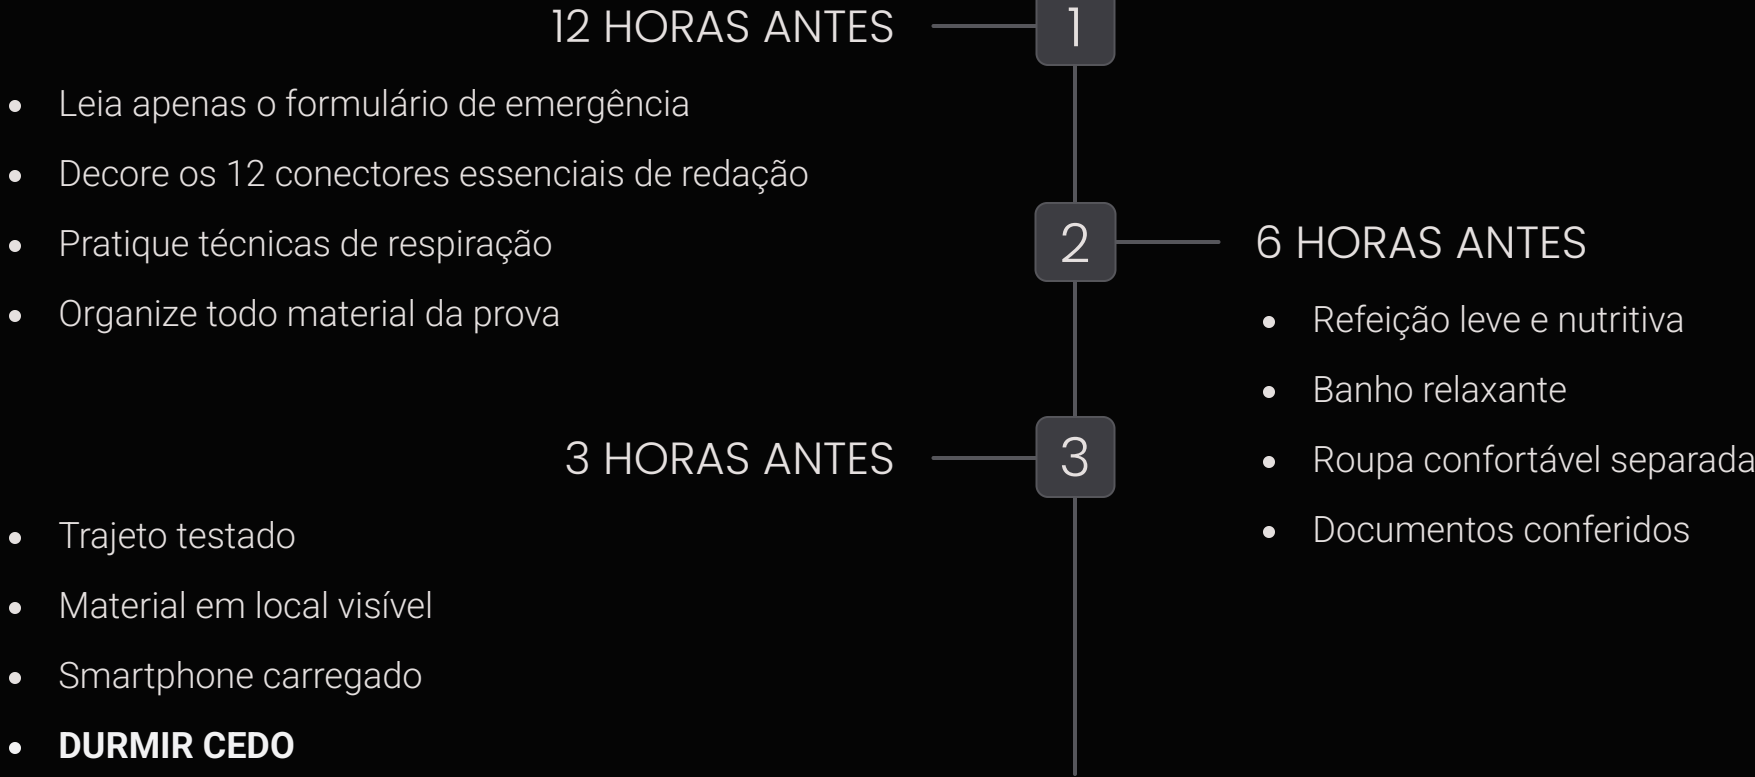 12 HORAS ANTES
1
Leia apenas o formulário de emergência
Decore os 12 conectores essenciais de redação
Pratique técnicas de respiração
Organize todo material da prova
2
6 HORAS ANTES
Refeição leve e nutritiva
Banho relaxante
Roupa confortável separada
Documentos conferidos
3 HORAS ANTES
3
Trajeto testado
Material em local visível
Smartphone carregado
DURMIR CEDO